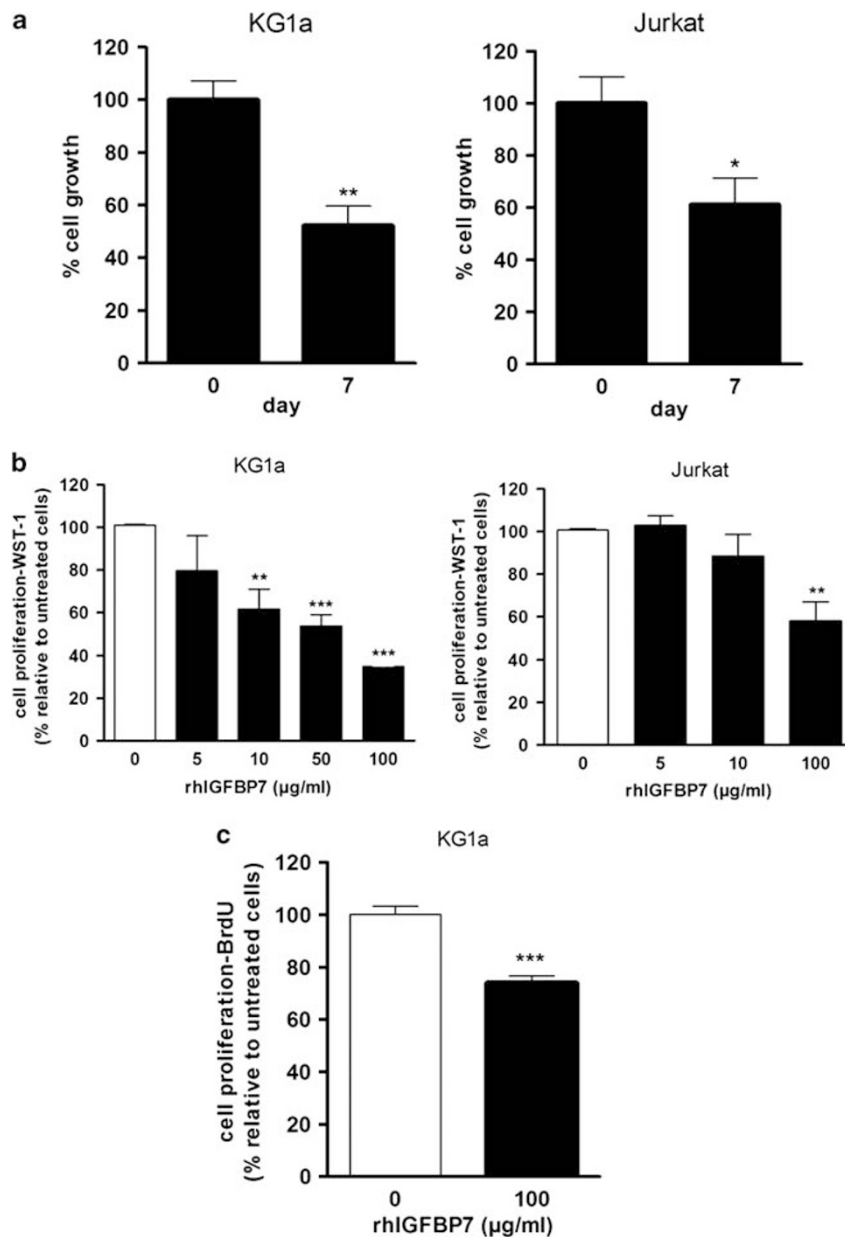 a
KG1a
% cell growth
120
100
80
60
40
20
0
**
0 7
day
Jurkat
% cell growth
120
100
80
60
40
20
0
*
0 7
day
b
KG1a
cell proliferation-WST-1
(% relative to untreated cells)
120
100
80
60
40
20
0
** *** ***
0 5 10 50 100
rhIGFBP7 (µg/ml)
Jurkat
cell proliferation-WST-1
(% relative to untreated cells)
120
100
80
60
40
20
0
**
0 5 10 100
rhIGFBP7 (µg/ml)
c
KG1a
cell proliferation-BrdU
(% relative to untreated cells)
120
100
80
60
40
20
0
***
0 100
rhIGFBP7 (µg/ml)